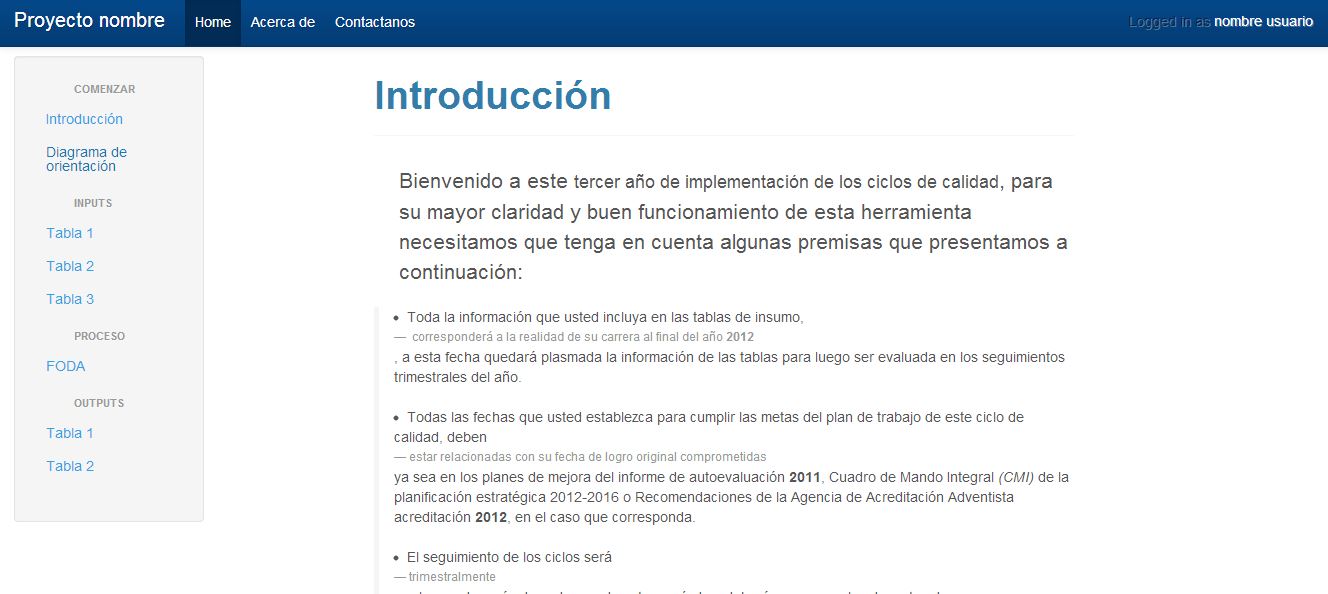 Proyecto nombre Home Acerca de Contactanos Logged in as nombre usuario
COMENZAR
Introducción
Diagrama de
orientación
INPUTS
Tabla 1
Tabla 2
Tabla 3
PROCESO
FODA
OUTPUTS
Tabla 1
Tabla 2
Introducción
Bienvenido a este tercer año de implementación de los ciclos de calidad, para
su mayor claridad y buen funcionamiento de esta herramienta
necesitamos que tenga en cuenta algunas premisas que presentamos a
continuación:
• Toda la información que usted incluya en las tablas de insumo,
— corresponderá a la realidad de su carrera al final del año 2012
, a esta fecha quedará plasmada la información de las tablas para luego ser evaluada en los seguimientos
trimestrales del año.
• Todas las fechas que usted establezca para cumplir las metas del plan de trabajo de este ciclo de
calidad, deben
— estar relacionadas con su fecha de logro original comprometidas
ya sea en los planes de mejora del informe de autoevaluación 2011, Cuadro de Mando Integral (CMI) de la
planificación estratégica 2012-2016 o Recomendaciones de la Agencia de Acreditación Adventista
acreditación 2012, en el caso que corresponda.
• El seguimiento de los ciclos será
— trimestralmente